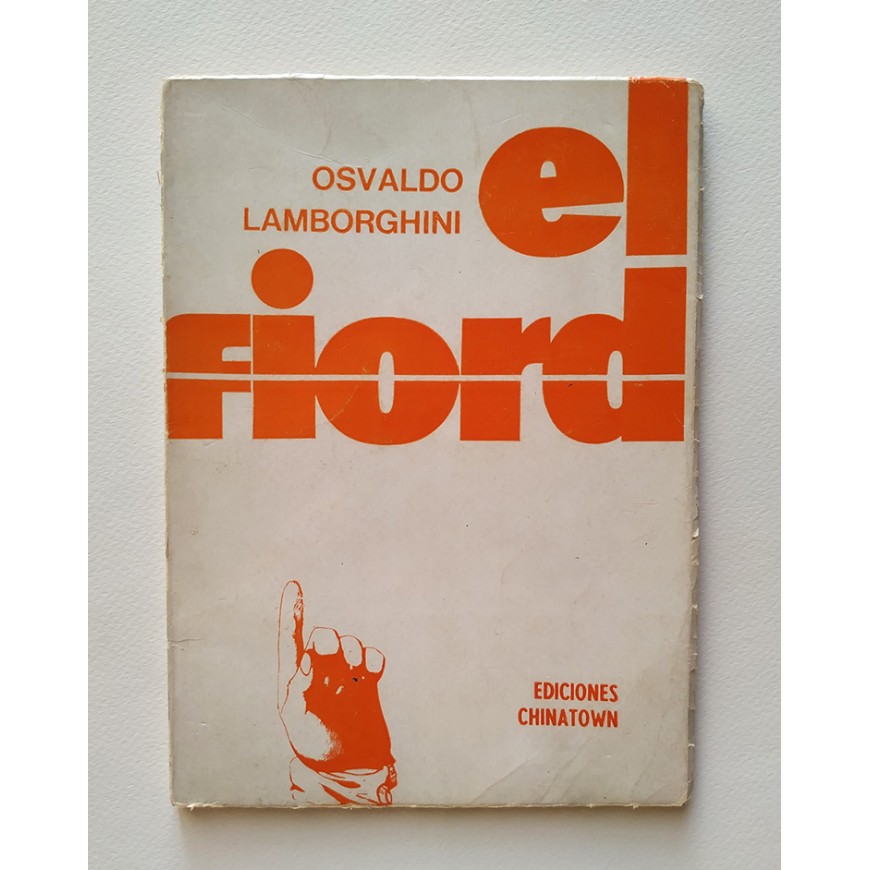 OSVALDO
LAMBORGHINI
el
fiord
EDICIONES
CHINATOWN